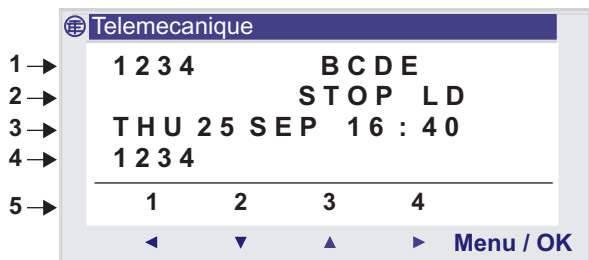 Telemecanique
1 1 2 3 4 B C D E
2 S T O P L D
3 T H U 2 5 S E P 1 6 : 4 0
4 1 2 3 4
5 1 2 3 4
Menu / OK